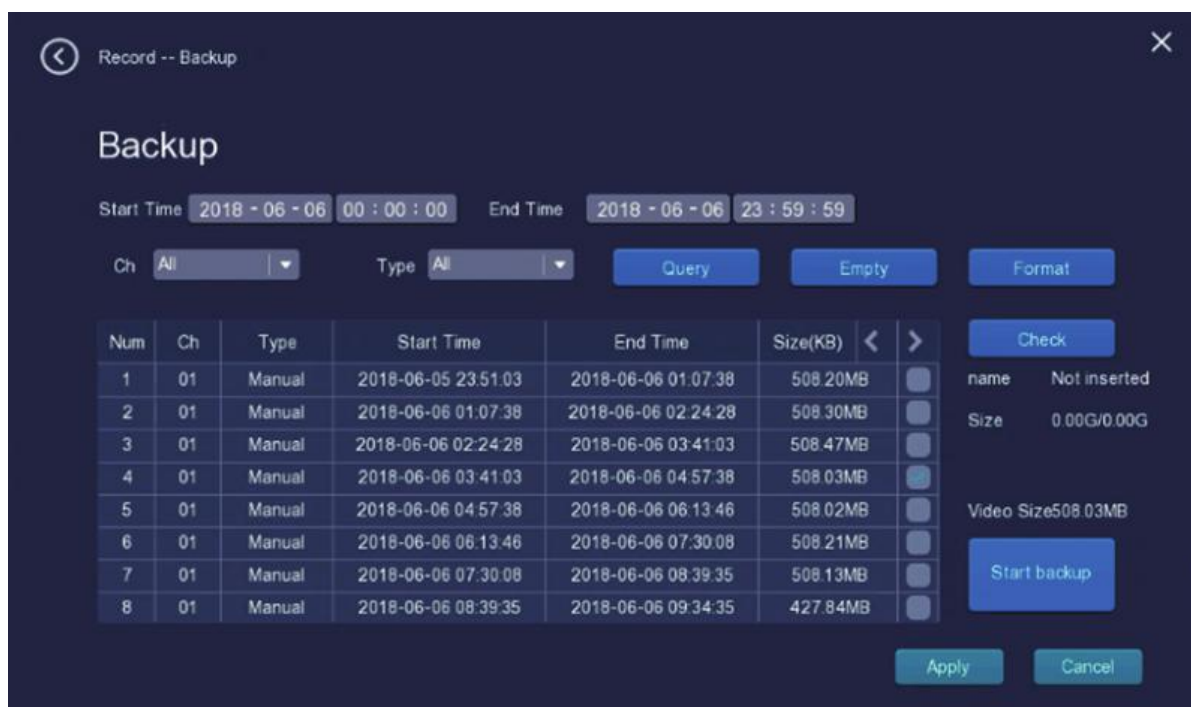 Record -- Backup
Backup
Start Time 2018 - 06 - 06 00 : 00 : 00 End Time 2018 - 06 - 06 23 : 59 : 59
Ch All Type All Query Empty Format
Num Ch Type Start Time End Time Size(KB) < > Check
1 01 Manual 2018-06-05 23:51:03 2018-06-06 01:07:38 508.20MB name Not inserted
2 01 Manual 2018-06-06 01:07:38 2018-06-06 02:24:28 508.30MB Size 0.00G/0.00G
3 01 Manual 2018-06-06 02:24:28 2018-06-06 03:41:03 508.47MB
4 01 Manual 2018-06-06 03:41:03 2018-06-06 04:57:38 508.03MB
5 01 Manual 2018-06-06 04:57:38 2018-06-06 06:13:46 508.02MB Video Size508.03MB
6 01 Manual 2018-06-06 06:13:46 2018-06-06 07:30:08 508.21MB
7 01 Manual 2018-06-06 07:30:08 2018-06-06 08:39:35 508.13MB Start backup
8 01 Manual 2018-06-06 08:39:35 2018-06-06 09:34:35 427.84MB
Apply Cancel